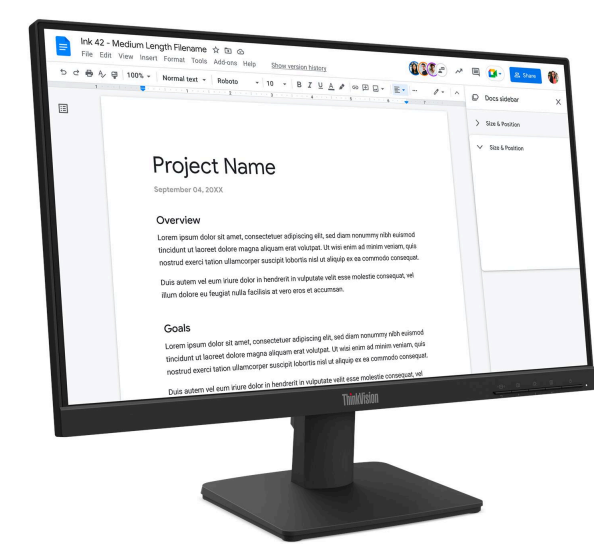 Ink 42 - Medium Length Filename
File Edit View Insert Format Tools Add-ons Help Show version history
Share
100% Normal text Roboto 10 B I U A
Docs sidebar
Size & Position
Size & Position
Project Name
September 04, 20XX
Overview
Lorem ipsum dolor sit amet, consectetuer adipiscing elit, sed diam nonummy nibh euismod
tincidunt ut laoreet dolore magna aliquam erat volutpat. Ut wisi enim ad minim veniam, quis
nostrud exerci tation ullamcorper suscipit lobortis nisl ut aliquip ex ea commodo consequat.
Duis autem vel eum iriure dolor in hendrerit in vulputate velit esse molestie consequat, vel
illum dolore eu feugiat nulla facilisis at vero eros et accumsan.
Goals
Lorem ipsum dolor sit amet, consectetuer adipiscing elit, sed diam nonummy nibh euismod
tincidunt ut laoreet dolore magna aliquam erat volutpat. Ut wisi enim ad minim veniam, quis
nostrud exerci tation ullamcorper suscipit lobortis nisl ut aliquip ex ea commodo consequat.
Duis autem vel eum iriure dolor in hendrerit in vulputate velit esse molestie consequat, vel
ThinkVision